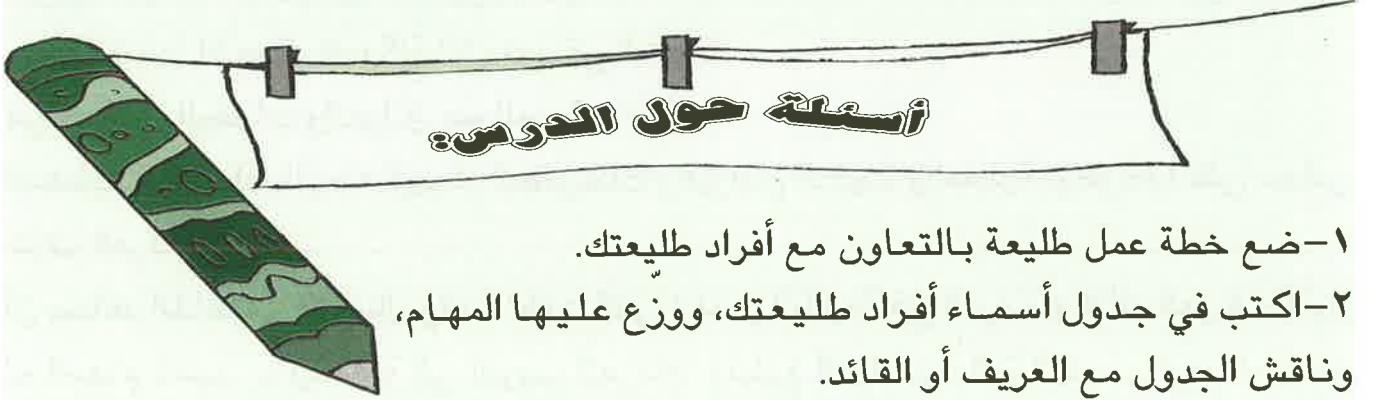 أسئلة حول الدرس:
١-ضع خطة عمل طليعة بالتعاون مع أفراد طليعتك.
٢-اكتب في جدول أسماء أفراد طليعتك، ووزّع عليها المهام،
وناقش الجدول مع العريف أو القائد.